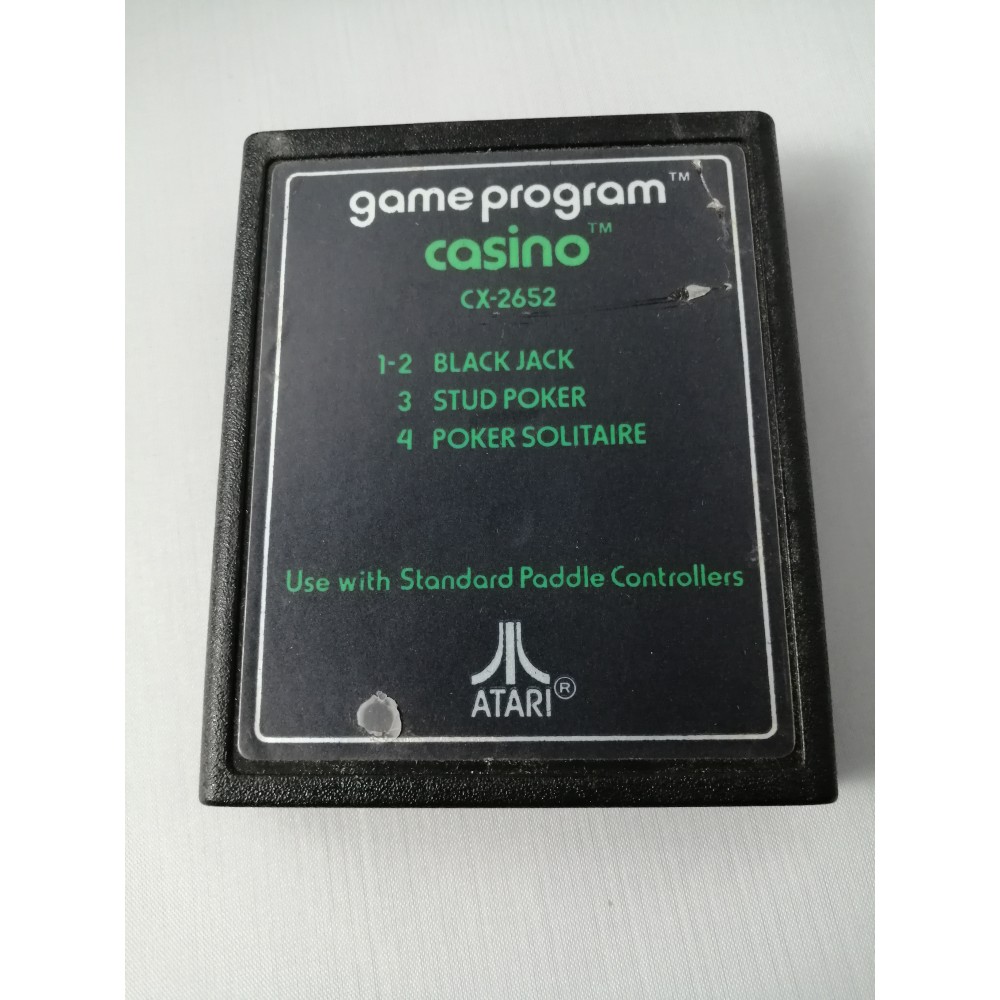 game program™
casino™
CX-2652
1-2 BLACK JACK
3 STUD POKER
4 POKER SOLITAIRE
Use with Standard Paddle Controllers
ATARI®